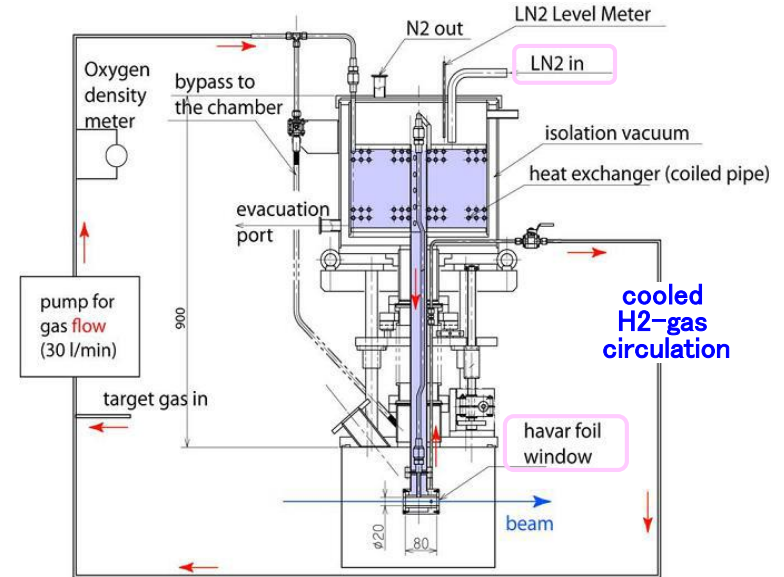 LN2 Level Meter
N2 out
LN2 in
Oxygen
density
meter
bypass to
the chamber
isolation vacuum
heat exchanger (coiled pipe)
evacuation
port
pump for
gas flow
(30 l/min)
900
cooled
H2-gas
circulation
target gas in
havar foil
window
beam
ø20
80